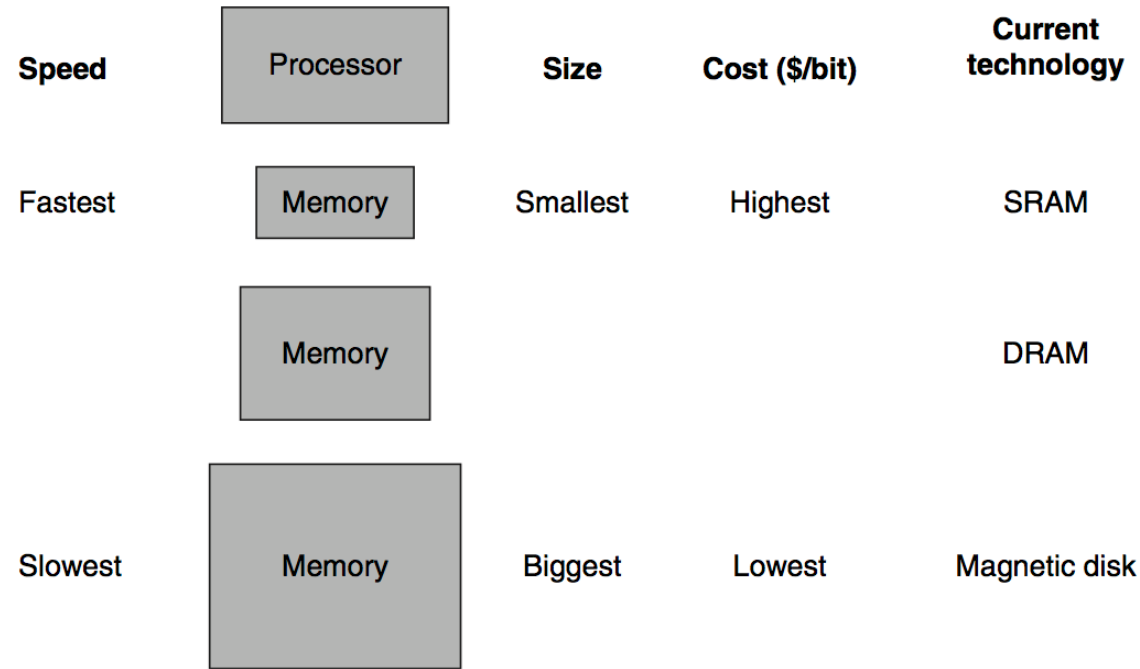 Speed Processor Size Cost ($/bit) Current
technology
Fastest Memory Smallest Highest SRAM
Memory DRAM
Slowest Memory Biggest Lowest Magnetic disk